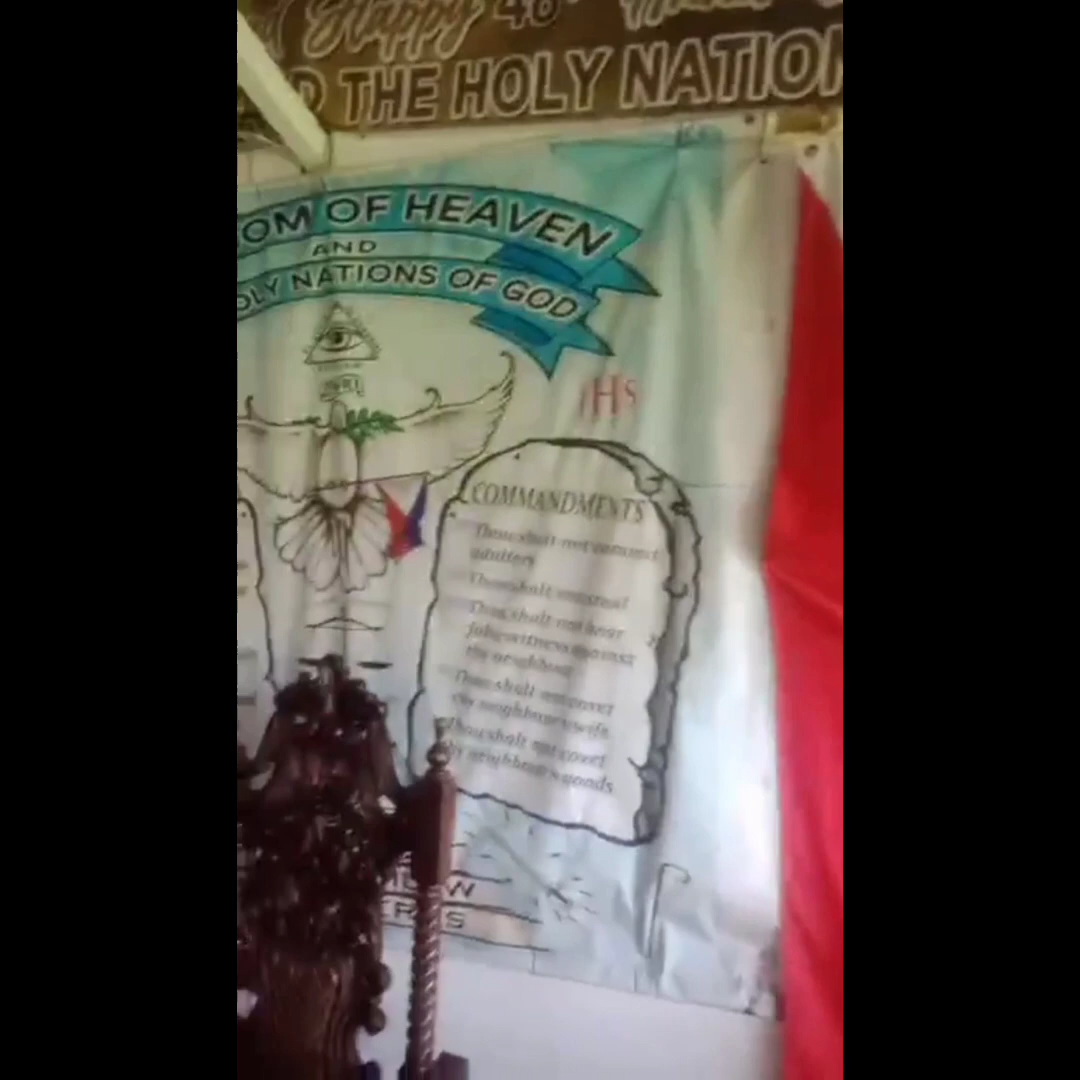 Happy 48
THE HOLY NATION
OM OF HEAVEN
AND
OLY NATIONS OF GOD
IHS
COMMANDMENTS
Thou shalt not commit
adultery
Thou shalt not steal
Thou shalt not bear
false witness against
thy neighbour
Thou shalt not covet
thy neighbour's wife
Thou shalt not covet
thy neighbour's goods